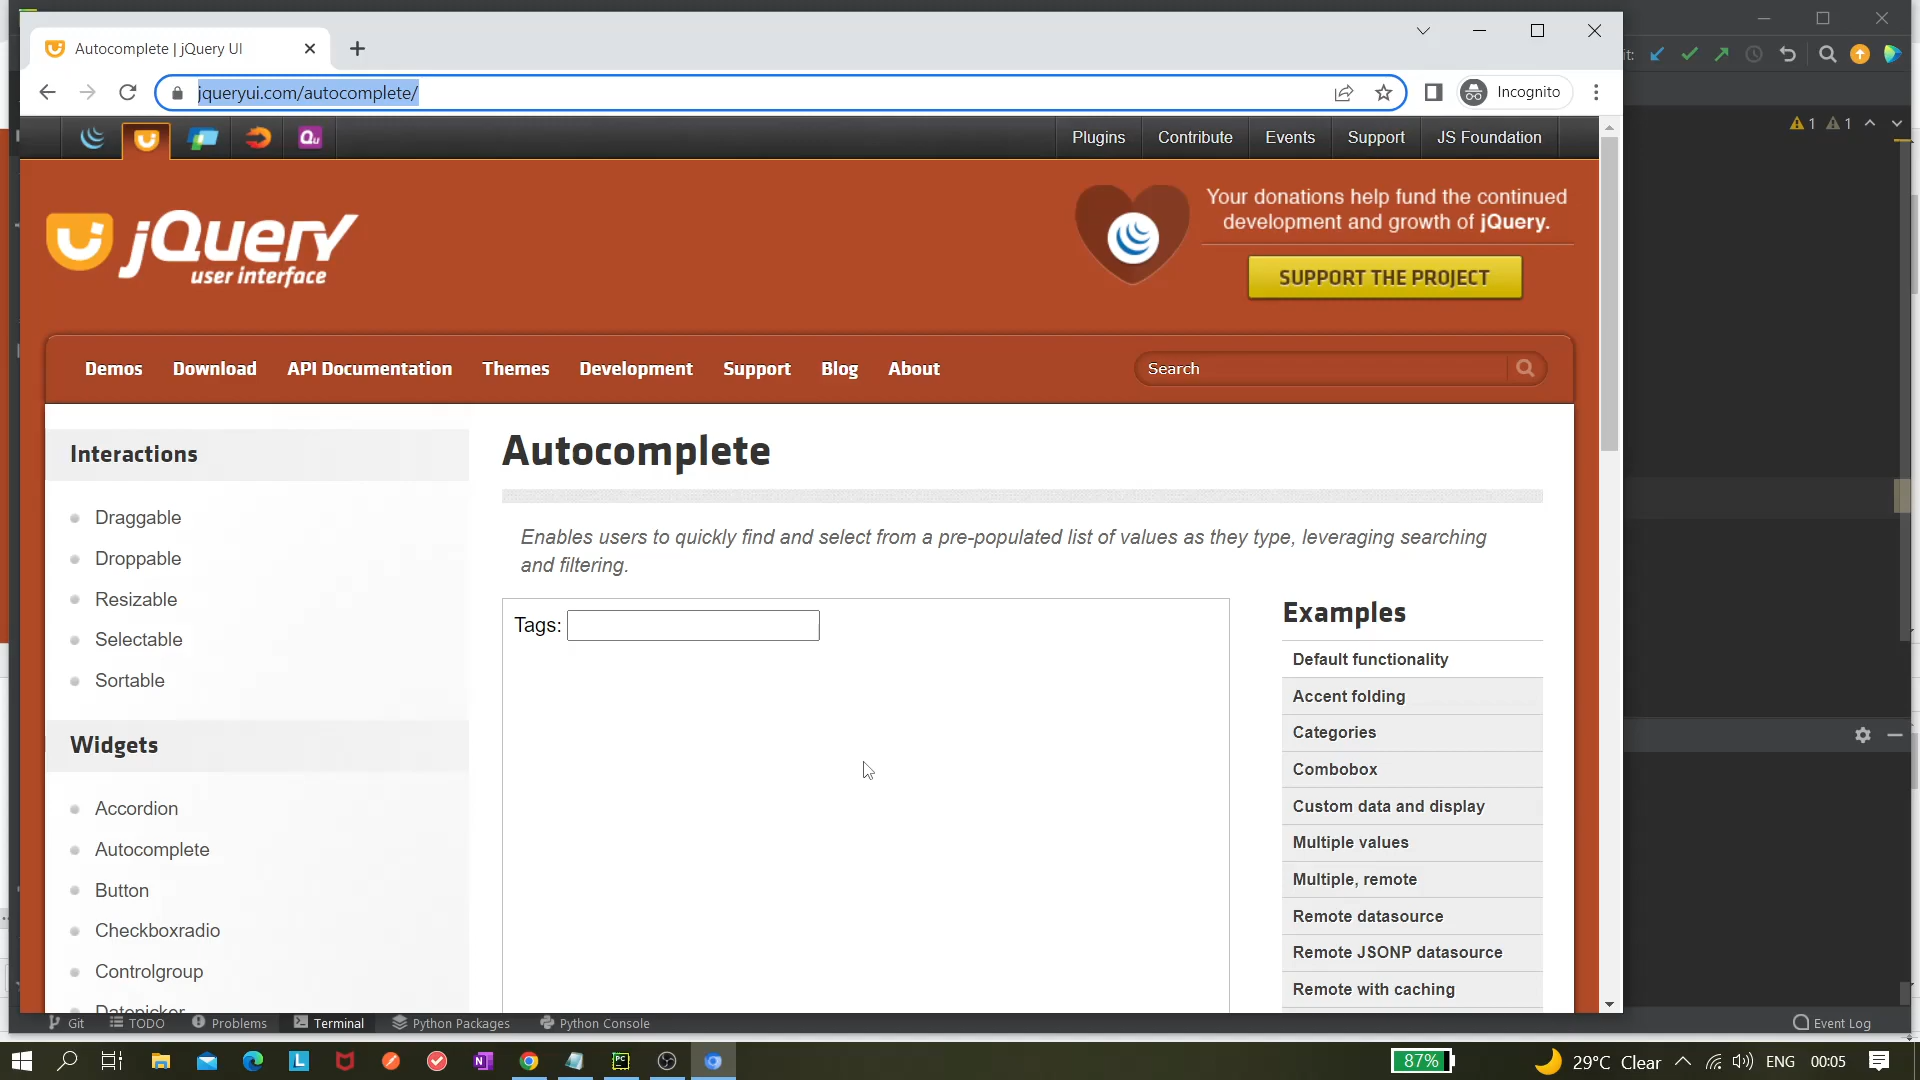 Autocomplete | jQuery UI
jqueryui.com/autocomplete/
Incognito
it:
Plugins
Contribute
Events
Support
JS Foundation
1
1
jQuery
user interface
Your donations help fund the continued
development and growth of jQuery.
SUPPORT THE PROJECT
Demos
Download
API Documentation
Themes
Development
Support
Blog
About
Search
Interactions
Draggable
Droppable
Resizable
Selectable
Sortable
Widgets
Accordion
Autocomplete
Button
Checkboxradio
Controlgroup
Datepicker
Autocomplete
Enables users to quickly find and select from a pre-populated list of values as they type, leveraging searching
and filtering.
Tags:
Examples
Default functionality
Accent folding
Categories
Combobox
Custom data and display
Multiple values
Multiple, remote
Remote datasource
Remote JSONP datasource
Remote with caching
Git
TODO
Problems
Terminal
Python Packages
Python Console
Event Log
87%
29°C Clear
ENG
00:05